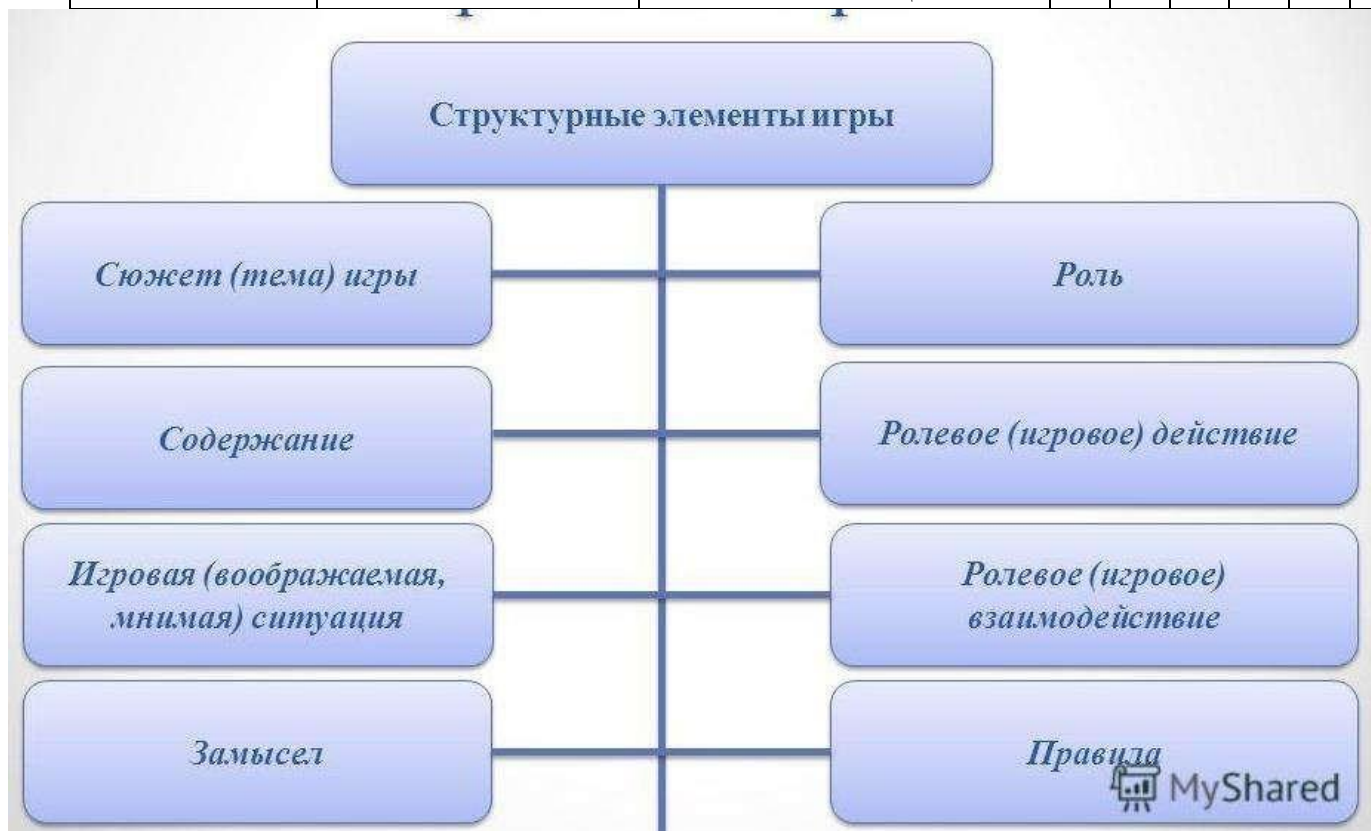 Структурные элементы игры
Сюжет (тема) игры
Роль
Содержание
Ролевое (игровое) действие
Игровая (воображаемая,
мнимая) ситуация
Ролевое (игровое)
взаимодействие
Замысел
Правила
MyShared